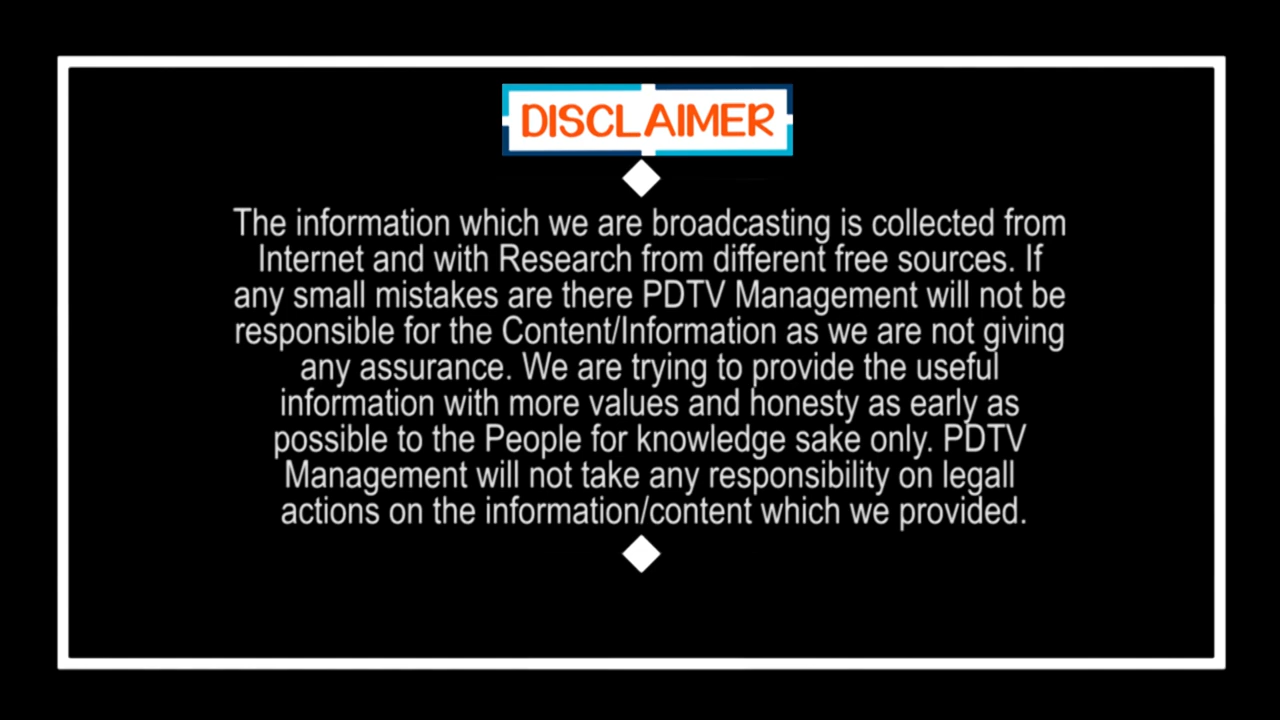 DISCLAIMER
The information which we are broadcasting is collected from
Internet and with Research from different free sources. If
any small mistakes are there PDTV Management will not be
responsible for the Content/Information as we are not giving
any assurance. We are trying to provide the useful
information with more values and honesty as early as
possible to the People for knowledge sake only. PDTV
Management will not take any responsibility on legall
actions on the information/content which we provided.